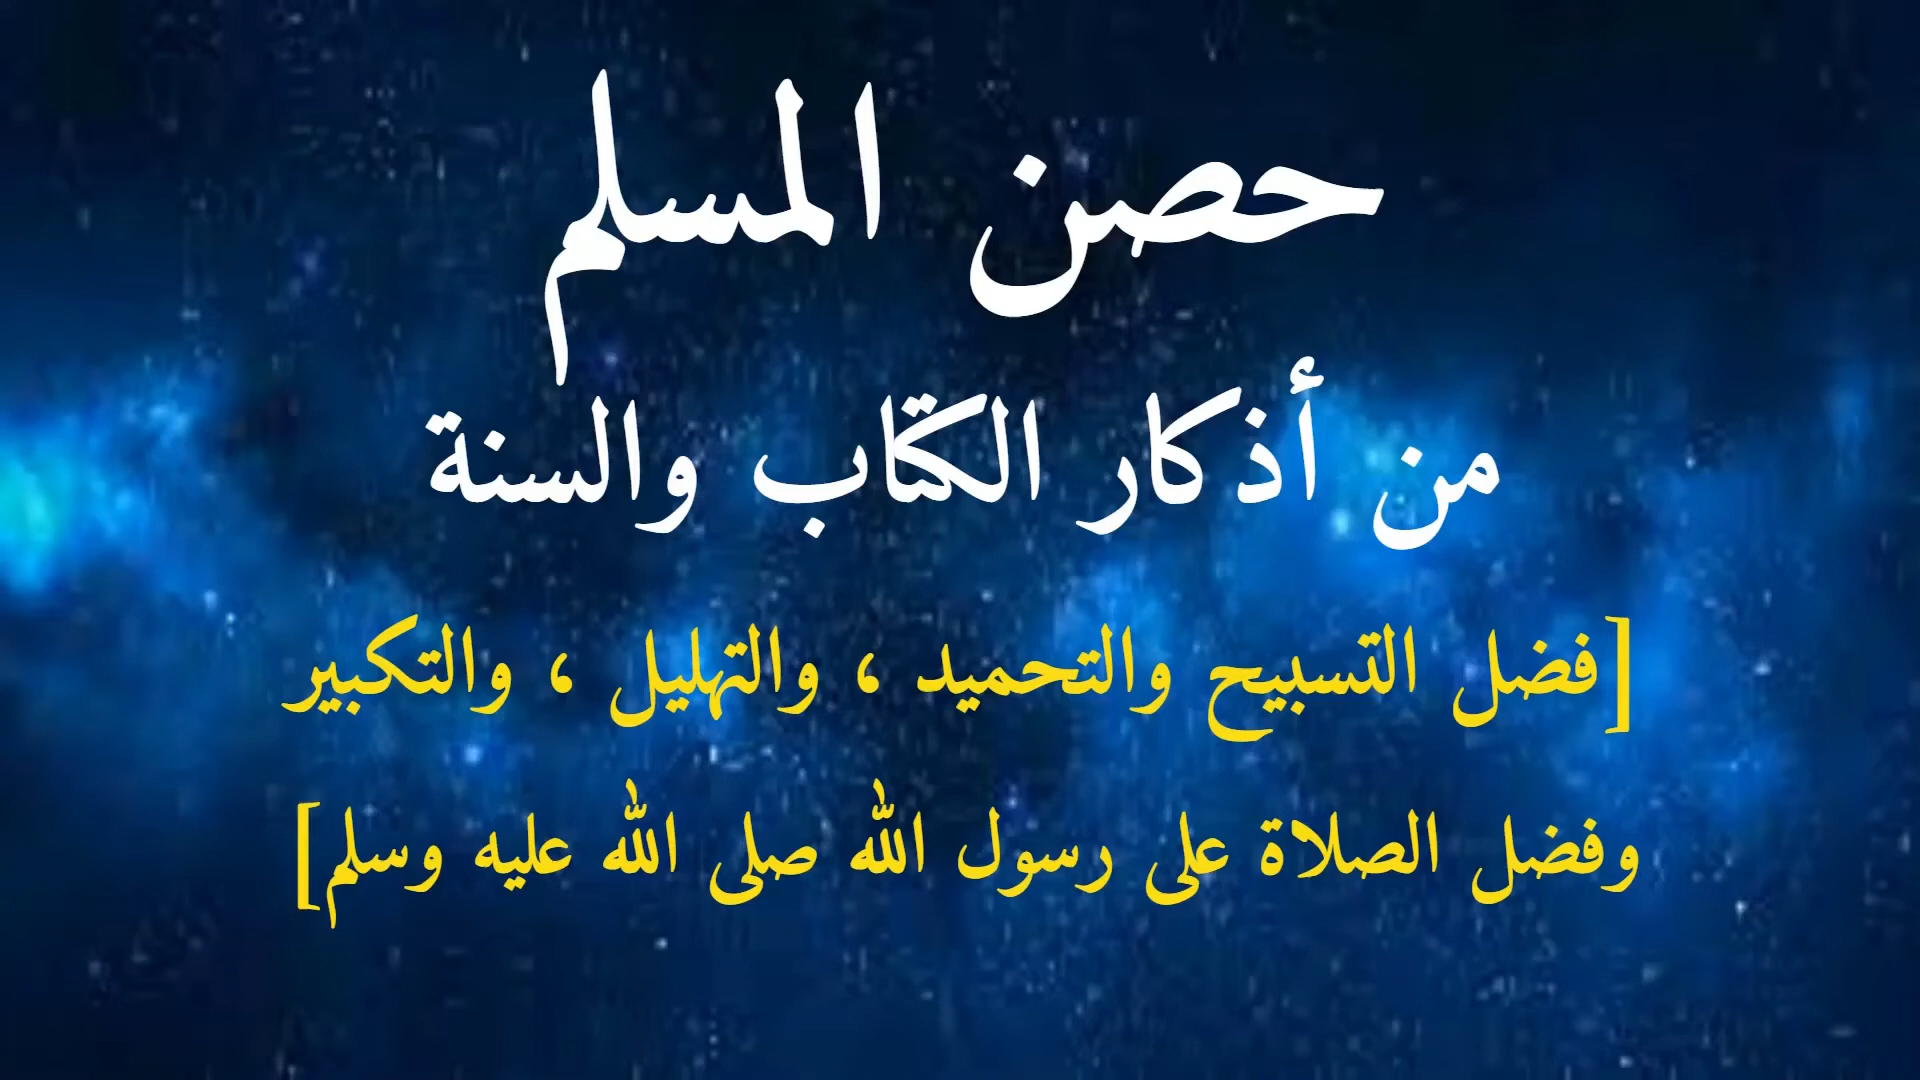 حصن المسلم
من أذكار الكتاب والسنة
[فضل التسبيح والتحميد ، والتهليل ، والتكبير
وفضل الصلاة على رسول الله صلى الله عليه وسلم]